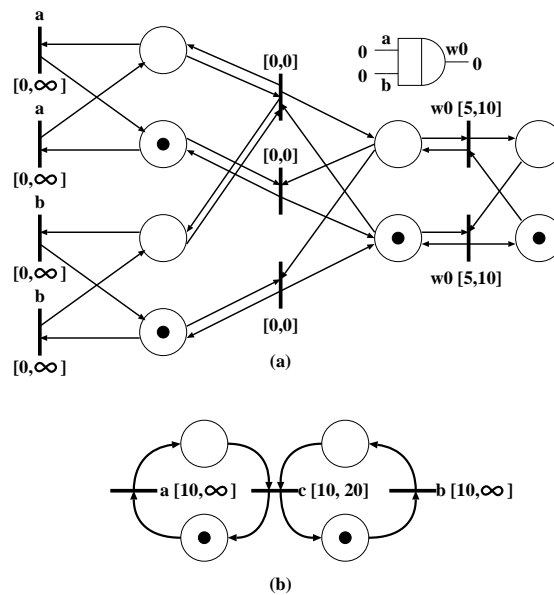 a
[0,∞]
a
[0,∞]
b
[0,∞]
b
[0,∞]
[0,0]
[0,0]
[0,0]
a
0
0
b
w0
0
w0 [5,10]
w0 [5,10]
(a)
a [10,∞]
c [10, 20]
b [10,∞]
(b)